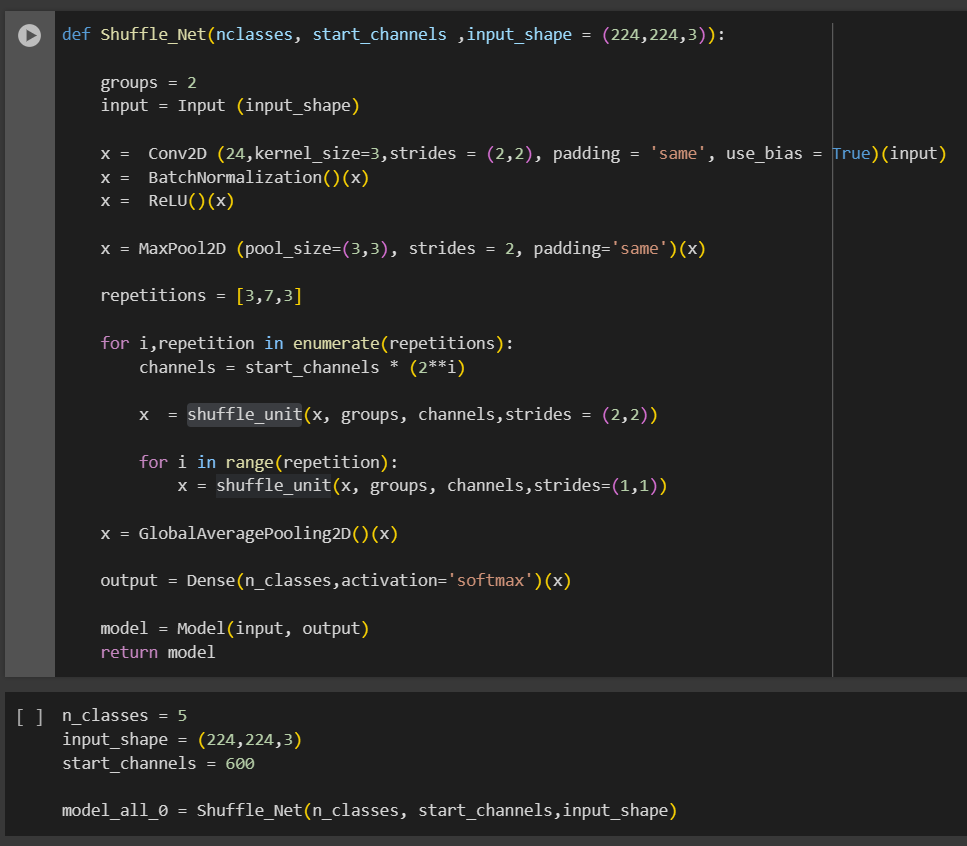 def Shuffle_Net(nclasses, start_channels ,input_shape = (224,224,3)):
    groups = 2
    input = Input (input_shape)
    x =  Conv2D (24,kernel_size=3,strides = (2,2), padding = 'same', use_bias = True)(input)
    x =  BatchNormalization()(x)
    x =  ReLU()(x)
    x = MaxPool2D (pool_size=(3,3), strides = 2, padding='same')(x)
    repetitions = [3,7,3]
    for i,repetition in enumerate(repetitions):
        channels = start_channels * (2**i)
        x  = shuffle_unit(x, groups, channels,strides = (2,2))
        for i in range(repetition):
            x = shuffle_unit(x, groups, channels,strides=(1,1))
    x = GlobalAveragePooling2D()(x)
    output = Dense(n_classes,activation='softmax')(x)
    model = Model(input, output)
    return model
[ ] n_classes = 5
input_shape = (224,224,3)
start_channels = 600
model_all_0 = Shuffle_Net(n_classes, start_channels,input_shape)